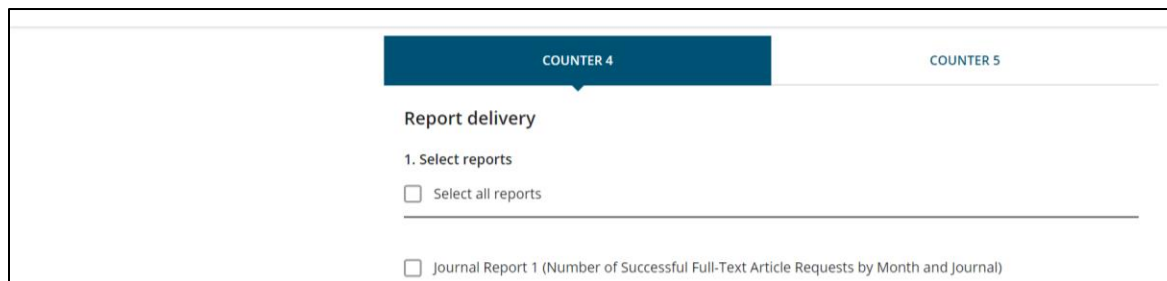 COUNTER 4
COUNTER 5
Report delivery
1. Select reports
Select all reports
Journal Report 1 (Number of Successful Full-Text Article Requests by Month and Journal)